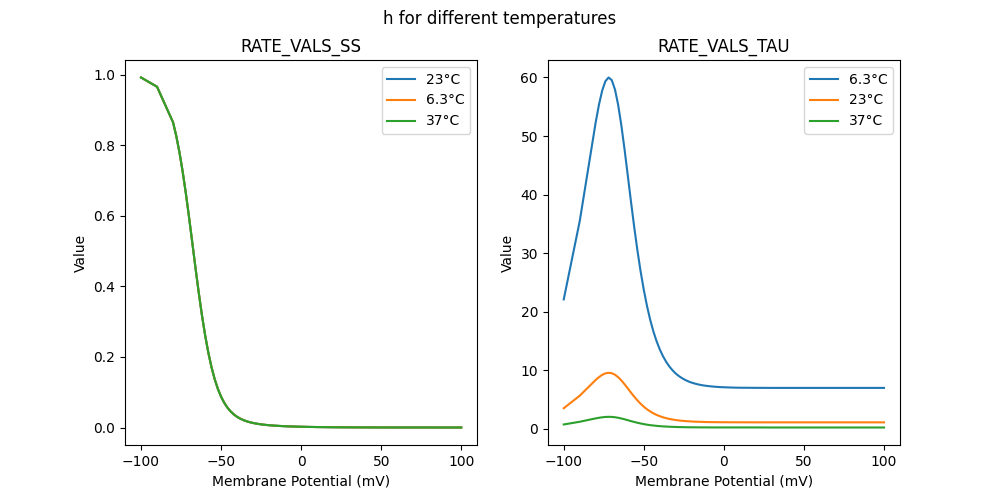 h for different temperatures
RATE_VALS_SS
1.0
0.8
0.6
0.4
0.2
0.0
Value
−100
−50
0
50
100
Membrane Potential (mV)
23°C
6.3°C
37°C
RATE_VALS_TAU
60
50
40
30
20
10
0
Value
−100
−50
0
50
100
Membrane Potential (mV)
6.3°C
23°C
37°C